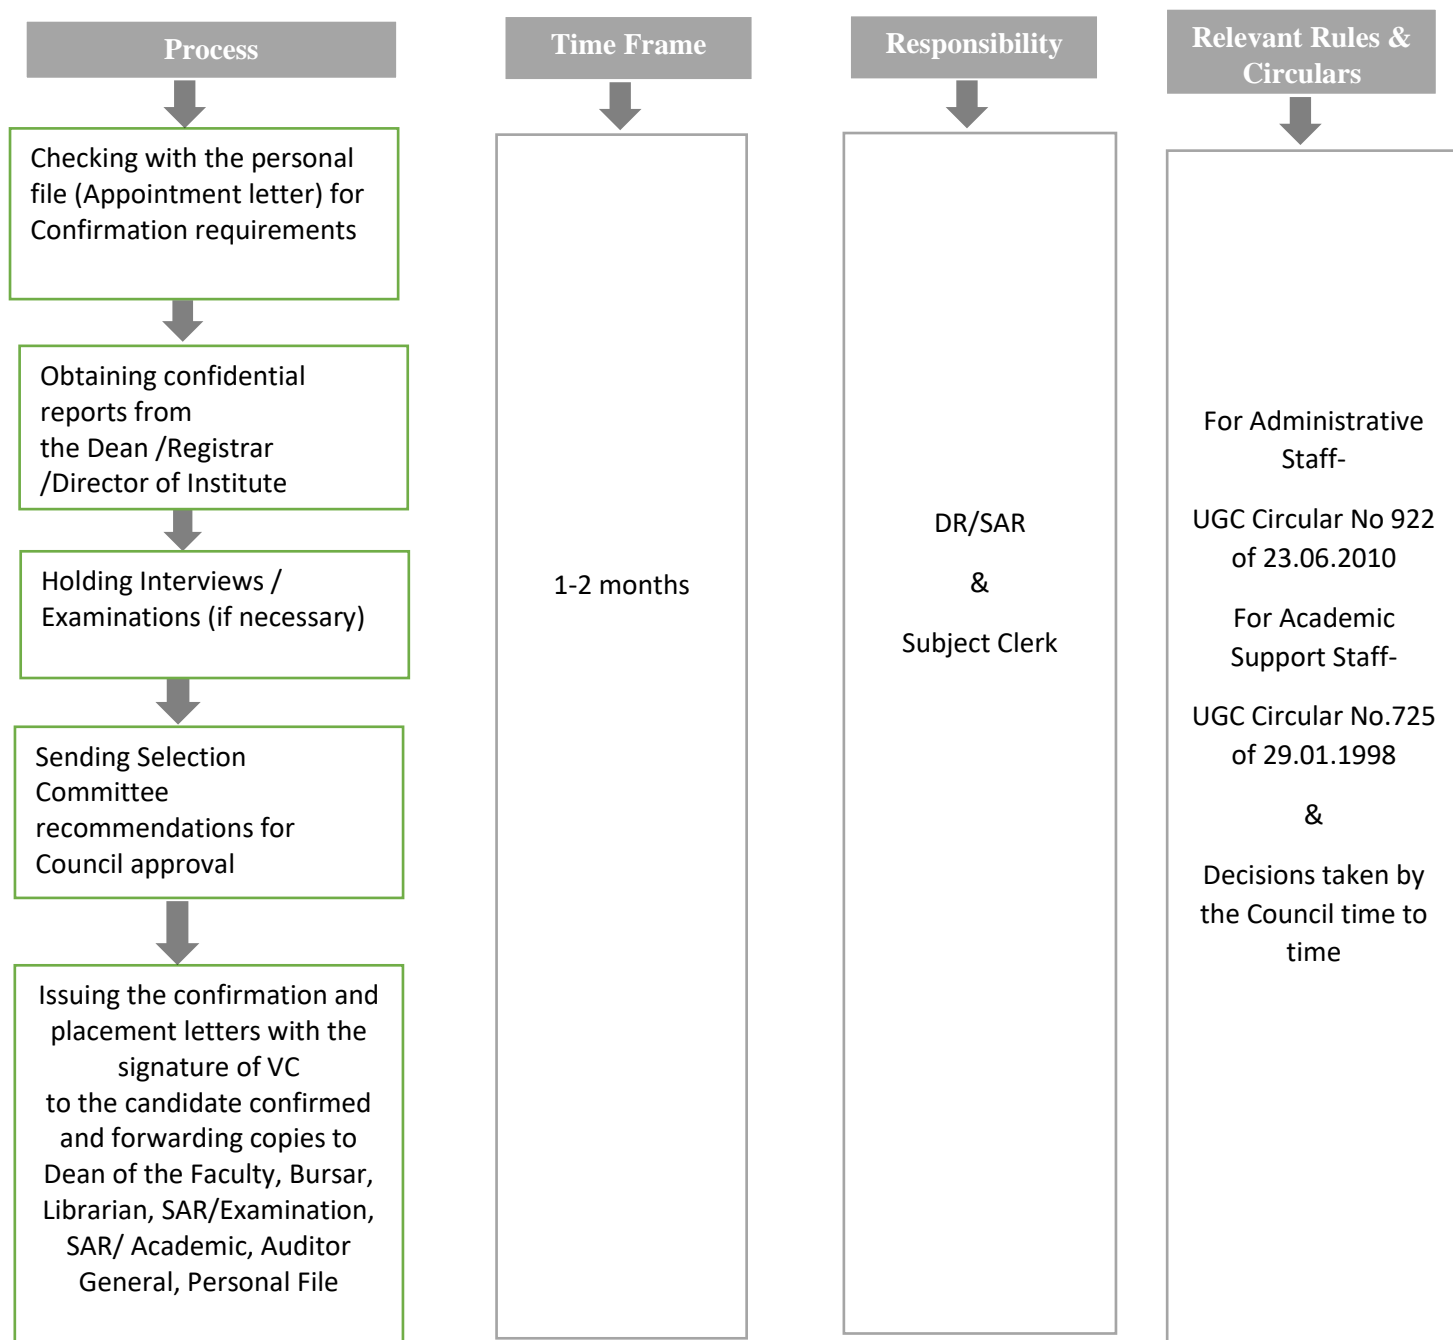 Process
Checking with the personal
file (Appointment letter) for
Confirmation requirements
Obtaining confidential
reports from
the Dean /Registrar
/Director of Institute
Holding Interviews /
Examinations (if necessary)
Sending Selection
Committee
recommendations for
Council approval
Issuing the confirmation and
placement letters with the
signature of VC
to the candidate confirmed
and forwarding copies to
Dean of the Faculty, Bursar,
Librarian, SAR/Examination,
SAR/ Academic, Auditor
General, Personal File
Time Frame
1-2 months
Responsibility
DR/SAR
&
Subject Clerk
Relevant Rules &
Circulars
For Administrative
Staff-
UGC Circular No 922
of 23.06.2010
For Academic
Support Staff-
UGC Circular No.725
of 29.01.1998
&
Decisions taken by
the Council time to
time